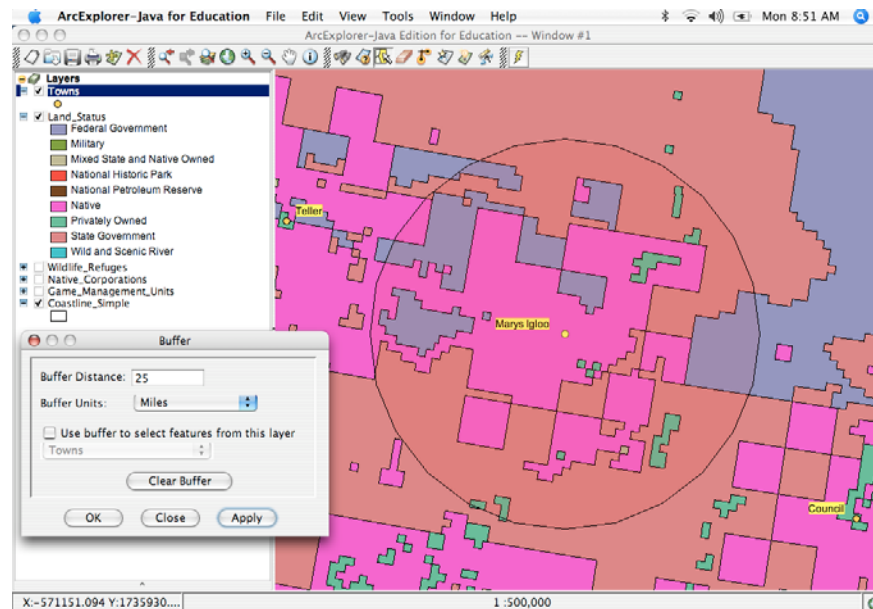 ArcExplorer-Java for Education File Edit View Tools Window Help Mon 8:51 AM
ArcExplorer-Java Edition for Education -- Window #1
Layers
Towns
Land_Status
Federal Government
Military
Mixed State and Native Owned
National Historic Park
National Petroleum Reserve
Native
Privately Owned
State Government
Wild and Scenic River
Wildlife_Refuges
Native_Corporations
Game_Management_Units
Coastline_Simple
Teller
Marys Igloo
Council
Buffer
Buffer Distance: 25
Buffer Units: Miles
Use buffer to select features from this layer
Towns
Clear Buffer
OK Close Apply
X:-571151.094 Y:1735930.... 1 :500,000